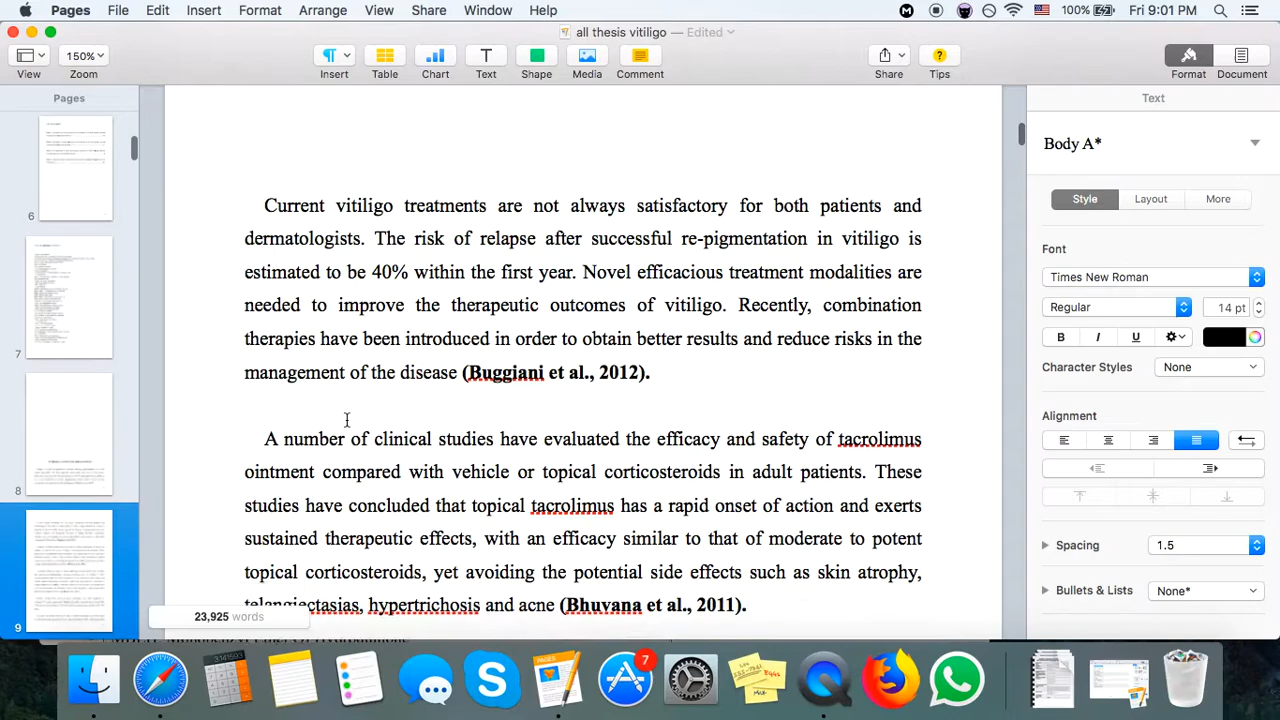 Pages File Edit Insert Format Arrange View Share Window Help 100% Fri 9:01 PM
all thesis vitiligo — Edited
150%
View Zoom Insert Table Chart Text Shape Media Comment Share Tips Format Document
Pages
Text
6
7
8
9
Current vitiligo treatments are not always satisfactory for both patients and
dermatologists. The risk of relapse after successful re-pigmentation in vitiligo is
estimated to be 40% within the first year. Novel efficacious treatment modalities are
needed to improve the therapeutic outcomes of vitiligo. Recently, combination
therapies have been introduced in order to obtain better results and reduce risks in the
management of the disease (Buggiani et al., 2012).
A number of clinical studies have evaluated the efficacy and safety of tacrolimus
ointment compared with vehicle or topical corticosteroids in adult patients. These
studies have concluded that topical tacrolimus has a rapid onset of action and exerts
sustained therapeutic effects, with an efficacy similar to that of moderate to potent
topical corticosteroids, yet avoiding the potential side effects such as skin atrophy,
telangiectasias, hypertrichosis and acne (Bhuvana et al., 2011).
23,925 words
Body A*
Style Layout More
Font
Times New Roman
Regular 14 pt
B I U
Character Styles None
Alignment
Spacing 1.5
Bullets & Lists None*
3.141593
PAGES
7